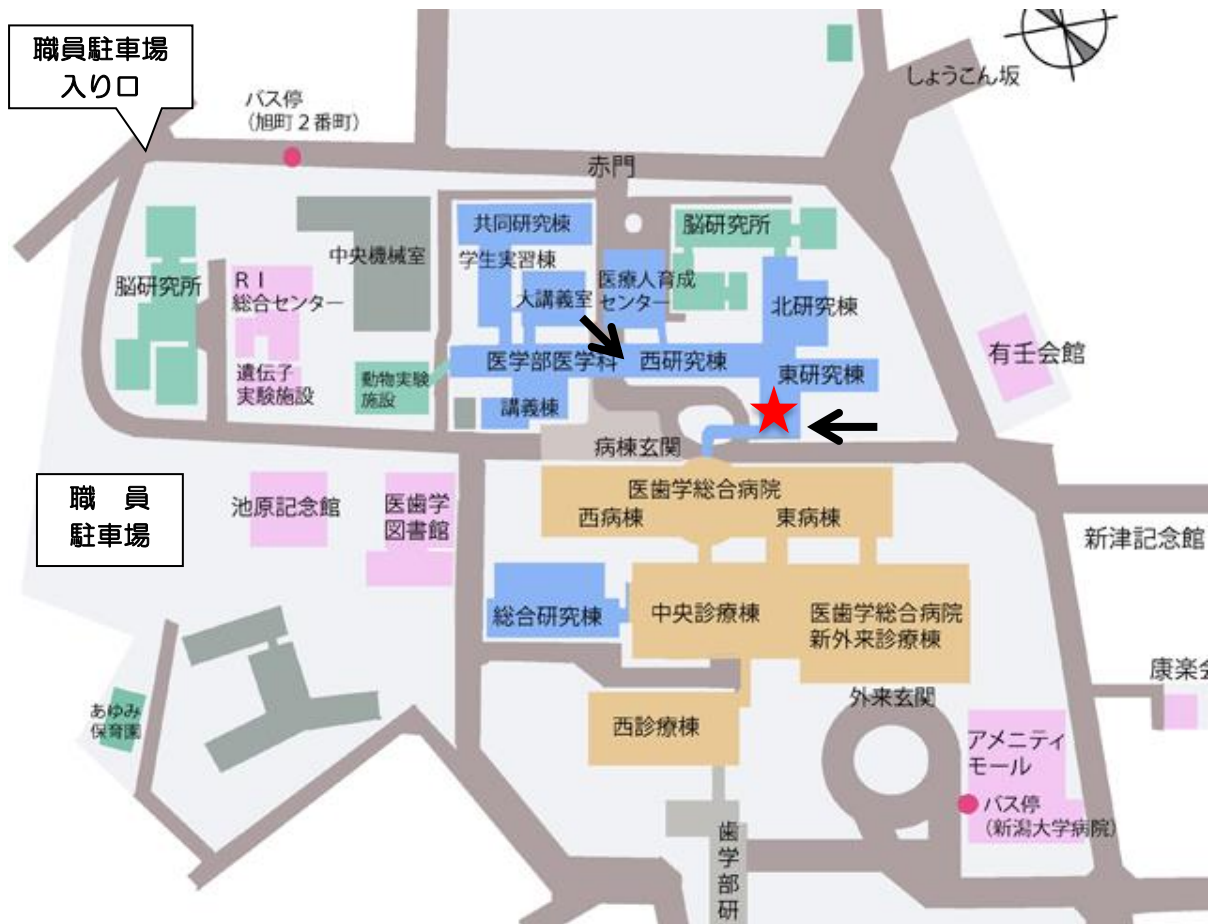 職員駐車場
入り口
バス停
(旭町2番町)
しょうこん坂
赤門
共同研究棟
学生実習棟
大講義室
中央機械室
脳研究所
RI
総合センター
遺伝子
実験施設
動物実験
施設
医学部医学科
講義棟
医療人育成
センター
脳研究所
北研究棟
西研究棟
東研究棟
有壬会館
病棟玄関
職 員
駐車場
池原記念館
医歯学
図書館
医歯学総合病院
西病棟
東病棟
新津記念館
総合研究棟
中央診療棟
医歯学総合病院
新外来診療棟
康楽会
外来玄関
あゆみ
保育園
西診療棟
アメニティ
モール
バス停
(新潟大学病院)
歯学部研